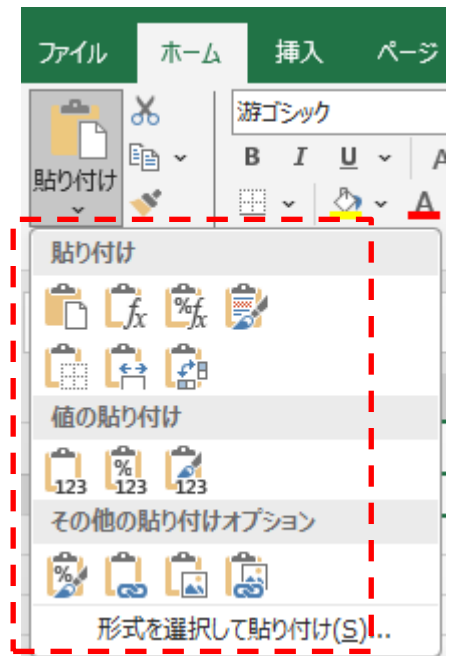 ファイル ホーム 挿入 ページ
游ゴシック
貼り付け
B I U A
A
貼り付け
fx %fx
値の貼り付け
123 % 123 123
その他の貼り付けオプション
%
形式を選択して貼り付け(S)...